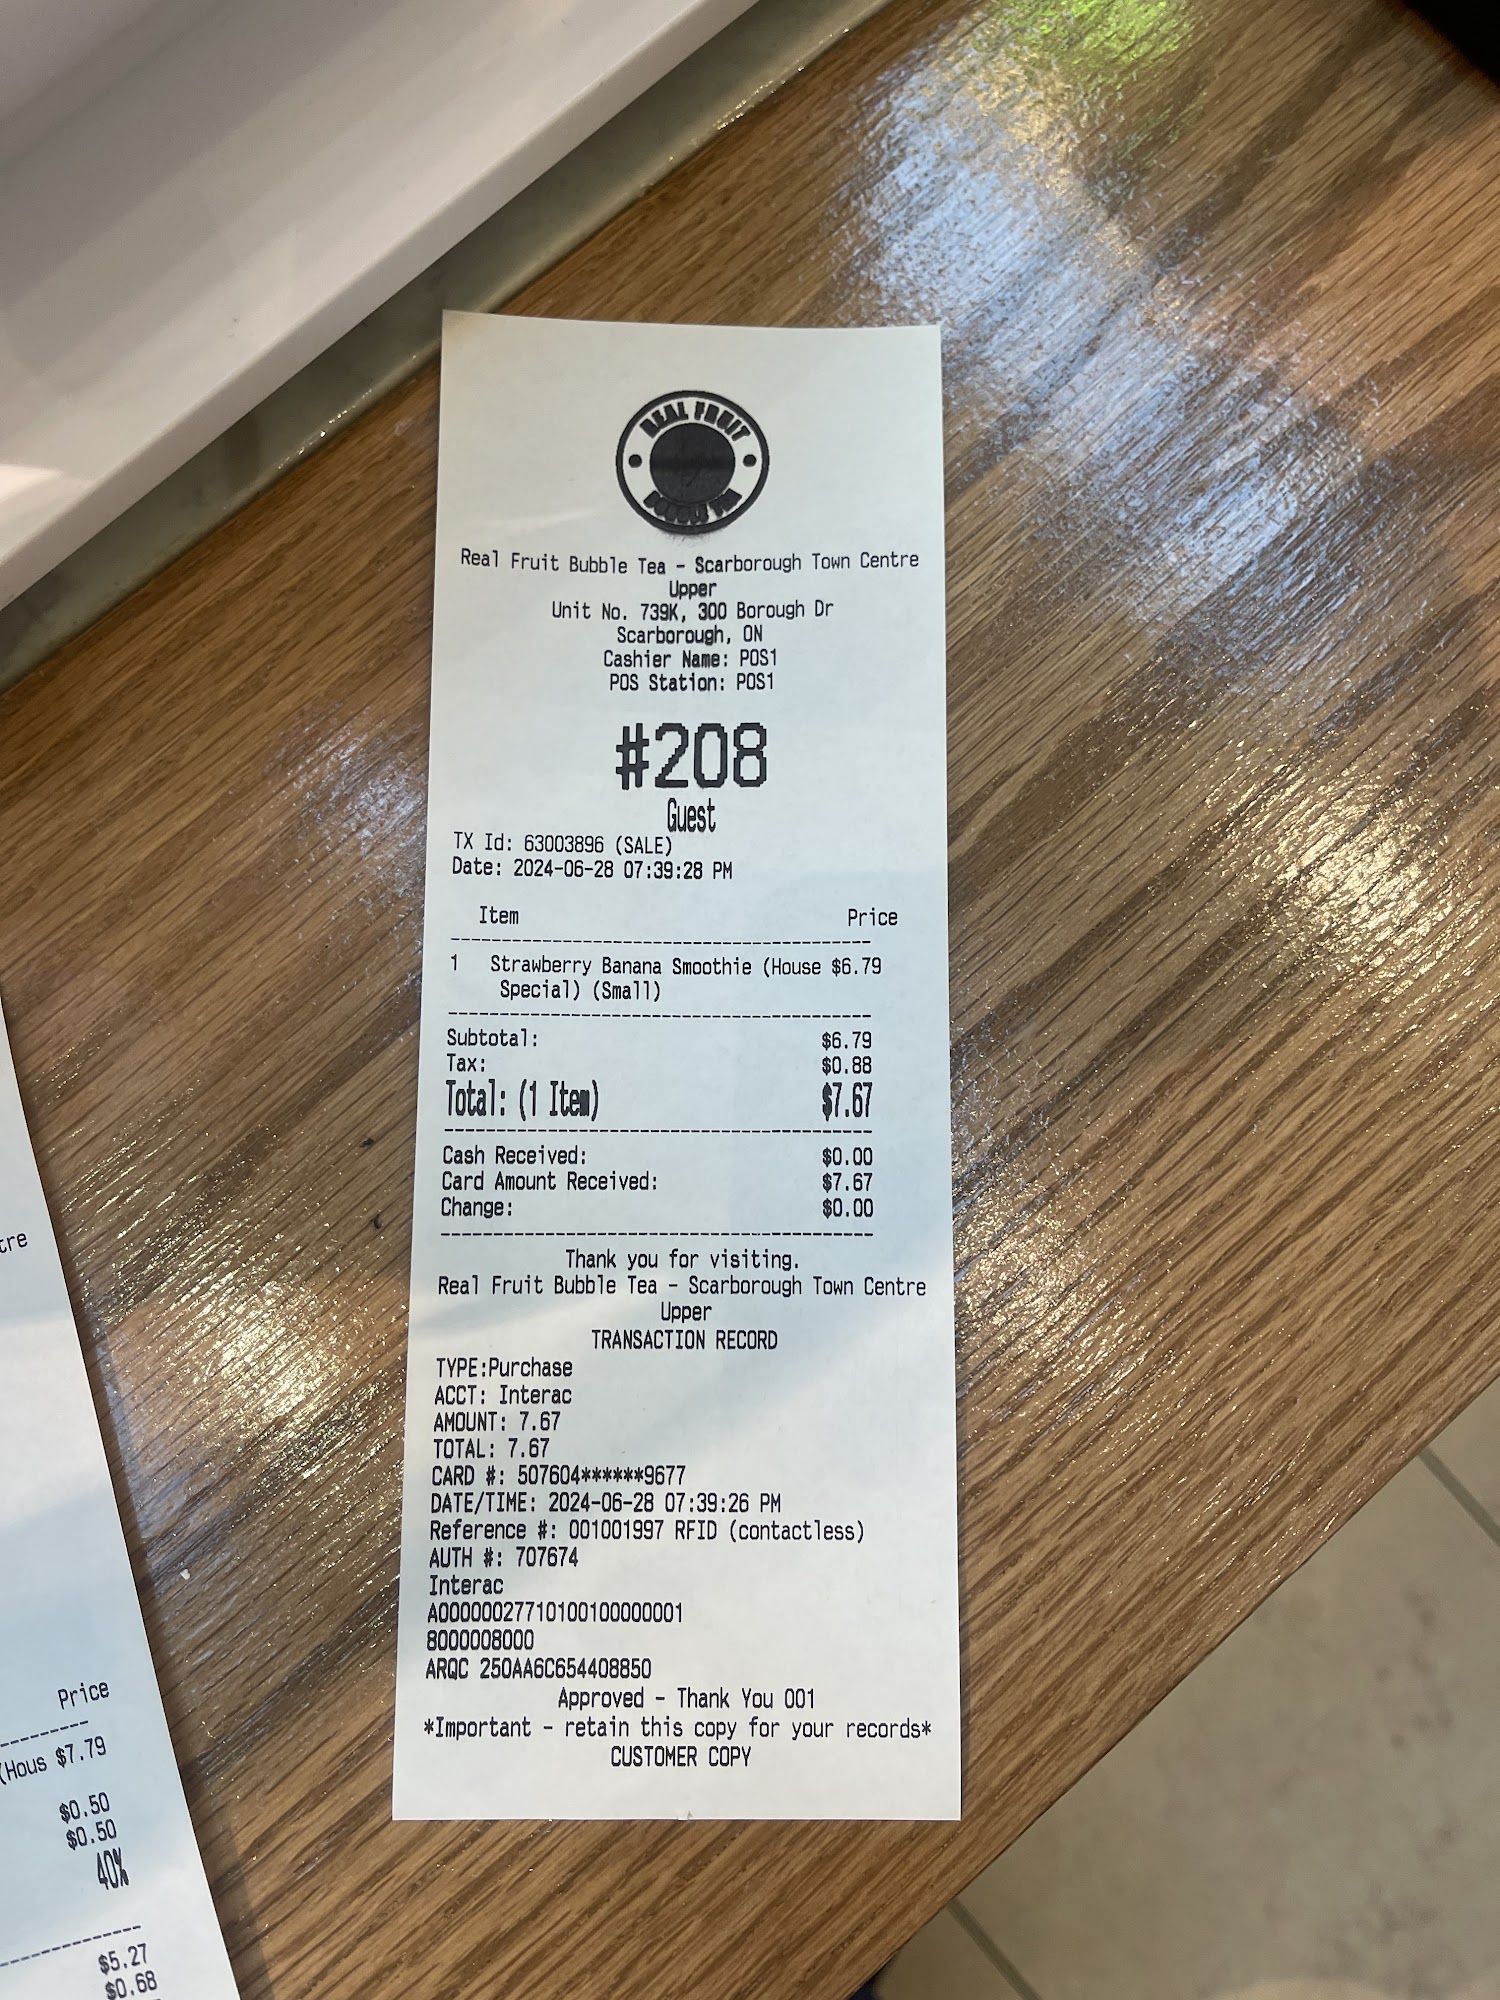 REAL FRUIT
BUBBLE TEA
Real Fruit Bubble Tea - Scarborough Town Centre
Upper
Unit No. 739K, 300 Borough Dr
Scarborough, ON
Cashier Name: POS1
POS Station: POS1
#208
Guest
TX Id: 63003896 (SALE)
Date: 2024-06-28 07:39:28 PM
Item Price
1 Strawberry Banana Smoothie (House $6.79
Special) (Small)
Subtotal: $6.79
Tax: $0.88
Total: (1 Item) $7.67
Cash Received: $0.00
Card Amount Received: $7.67
Change: $0.00
Thank you for visiting.
Real Fruit Bubble Tea - Scarborough Town Centre
Upper
TRANSACTION RECORD
TYPE:Purchase
ACCT: Interac
AMOUNT: 7.67
TOTAL: 7.67
CARD #: 507604******9677
DATE/TIME: 2024-06-28 07:39:26 PM
Reference #: 001001997 RFID (contactless)
AUTH #: 707674
Interac
A00000027710100100000001
8000008000
ARQC 250AA6C654408850
Approved - Thank You 001
*Important - retain this copy for your records*
CUSTOMER COPY
tre
Price
(Hous $7.79
$0.50
$0.50
40%
$5.27
$0.68